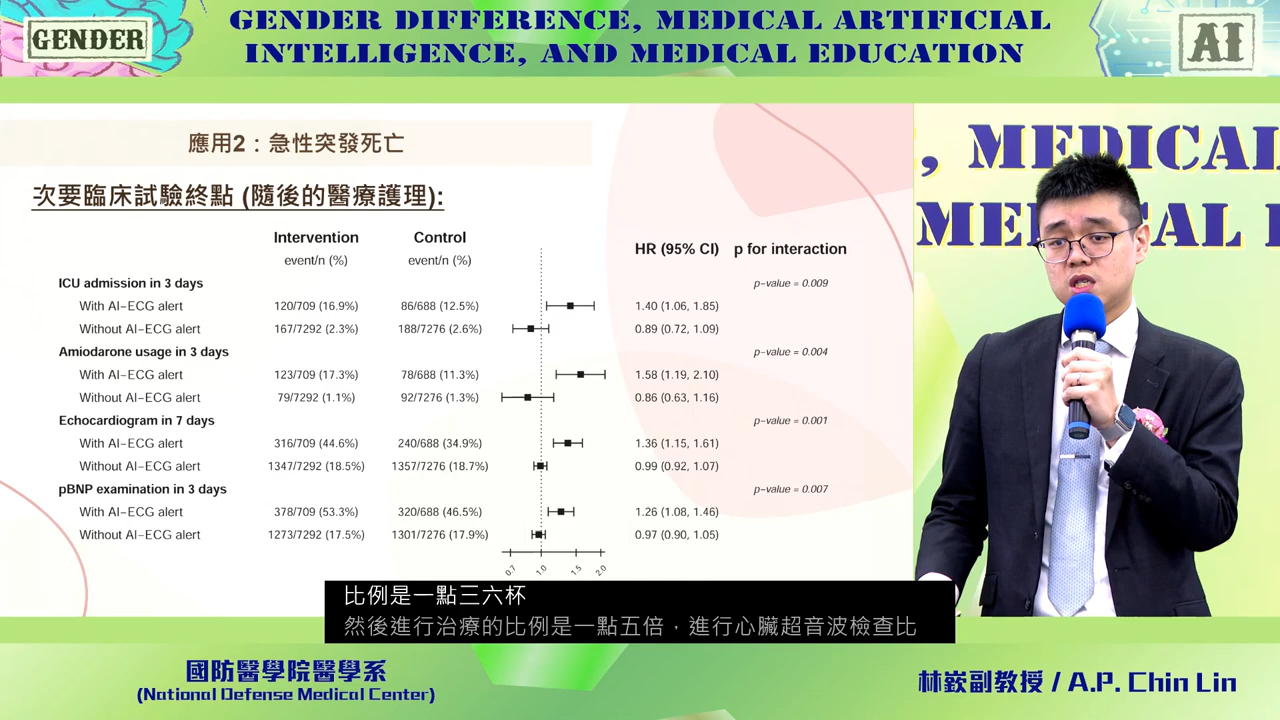 GENDER
GENDER DIFFERENCE, MEDICAL ARTIFICIAL
INTELLIGENCE, AND MEDICAL EDUCATION
AI
應用2：急性突發死亡
次要臨床試驗終點 (隨後的醫療護理):
Intervention Control HR (95% CI) p for interaction
event/n (%) event/n (%)
ICU admission in 3 days p-value = 0.009
With AI-ECG alert 120/709 (16.9%) 86/688 (12.5%) 1.40 (1.06, 1.85)
Without AI-ECG alert 167/7292 (2.3%) 188/7276 (2.6%) 0.89 (0.72, 1.09)
Amiodarone usage in 3 days p-value = 0.004
With AI-ECG alert 123/709 (17.3%) 78/688 (11.3%) 1.58 (1.19, 2.10)
Without AI-ECG alert 79/7292 (1.1%) 92/7276 (1.3%) 0.86 (0.63, 1.16)
Echocardiogram in 7 days p-value = 0.001
With AI-ECG alert 316/709 (44.6%) 240/688 (34.9%) 1.36 (1.15, 1.61)
Without AI-ECG alert 1347/7292 (18.5%) 1357/7276 (18.7%) 0.99 (0.92, 1.07)
pBNP examination in 3 days p-value = 0.007
With AI-ECG alert 378/709 (53.3%) 320/688 (46.5%) 1.26 (1.08, 1.46)
Without AI-ECG alert 1273/7292 (17.5%) 1301/7276 (17.9%) 0.97 (0.90, 1.05)
0.7 1.0 1.5 2.0
, MEDICAL
MEDICAL
比例是一點三六杯
然後進行治療的比例是一點五倍，進行心臟超音波檢查比
國防醫學院醫學系
(National Defense Medical Center)
林嶔副教授 / A.P. Chin Lin